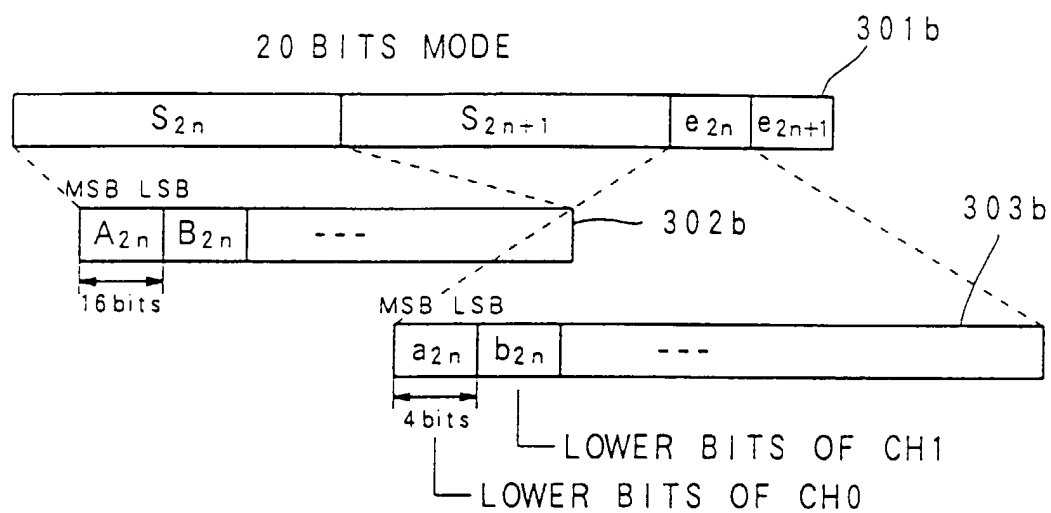 20 BITS MODE
301b
S2n S2n+1 e2n e2n+1
MSB LSB
A2n B2n ---
302b
16bits
303b
MSB LSB
a2n b2n ---
4bits
LOWER BITS OF CH1
LOWER BITS OF CH0